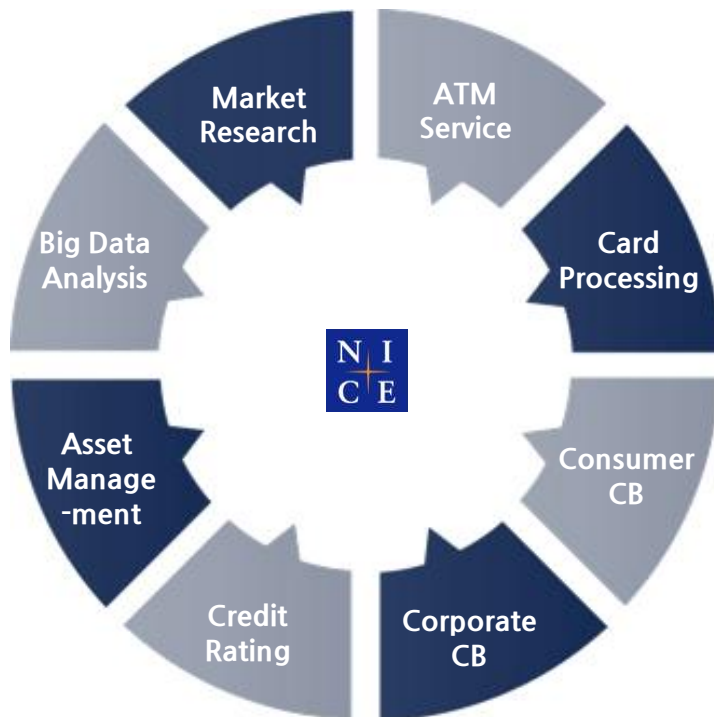 Market
Research
ATM
Service
Card
Processing
Consumer
CB
Corporate
CB
Credit
Rating
Asset
Manage
-ment
Big Data
Analysis
N I
C E